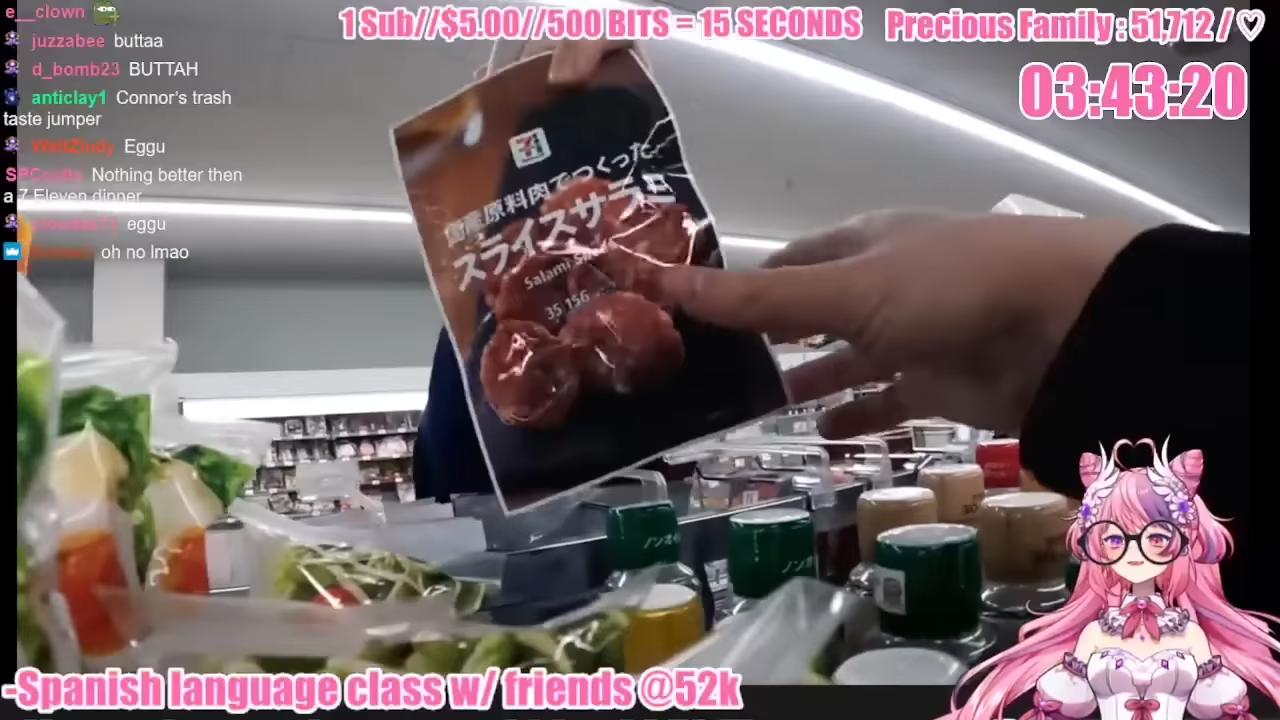 e__clown
juzzabee buttaa
d_bomb23 BUTTAH
anticlay1 Connor's trash
taste jumper
Eggu
Nothing better then
a 7 Eleven dinner
eggu
oh no lmao
1 Sub//$5.00//500 BITS = 15 SECONDS
Precious Family : 51,712 / ♡
03:43:20
国産原料肉でつくった
スライスサラミ
Salami
35 156
-Spanish language class w/ friends @52k